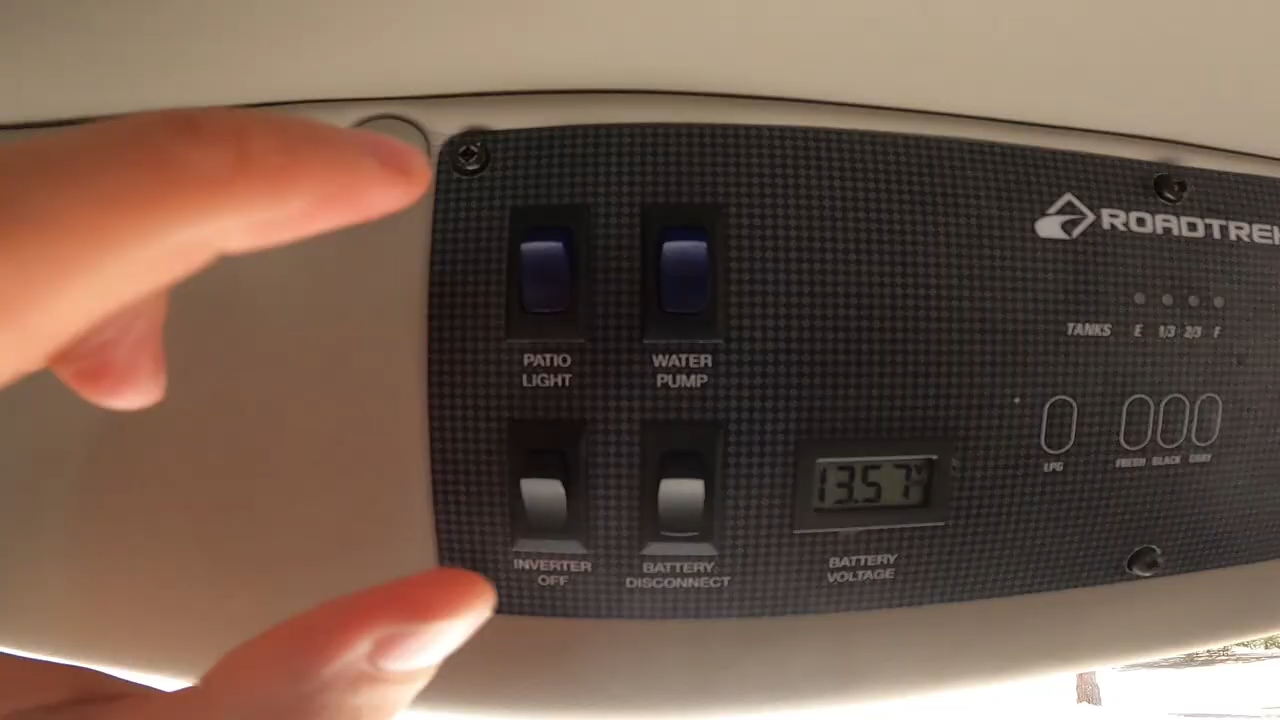 ROADTREK
TANKS E 1/3 2/3 F
PATIO
LIGHT
WATER
PUMP
LPG
FRESH BLACK GRAY
13.57V
INVERTER
OFF
BATTERY
DISCONNECT
BATTERY
VOLTAGE